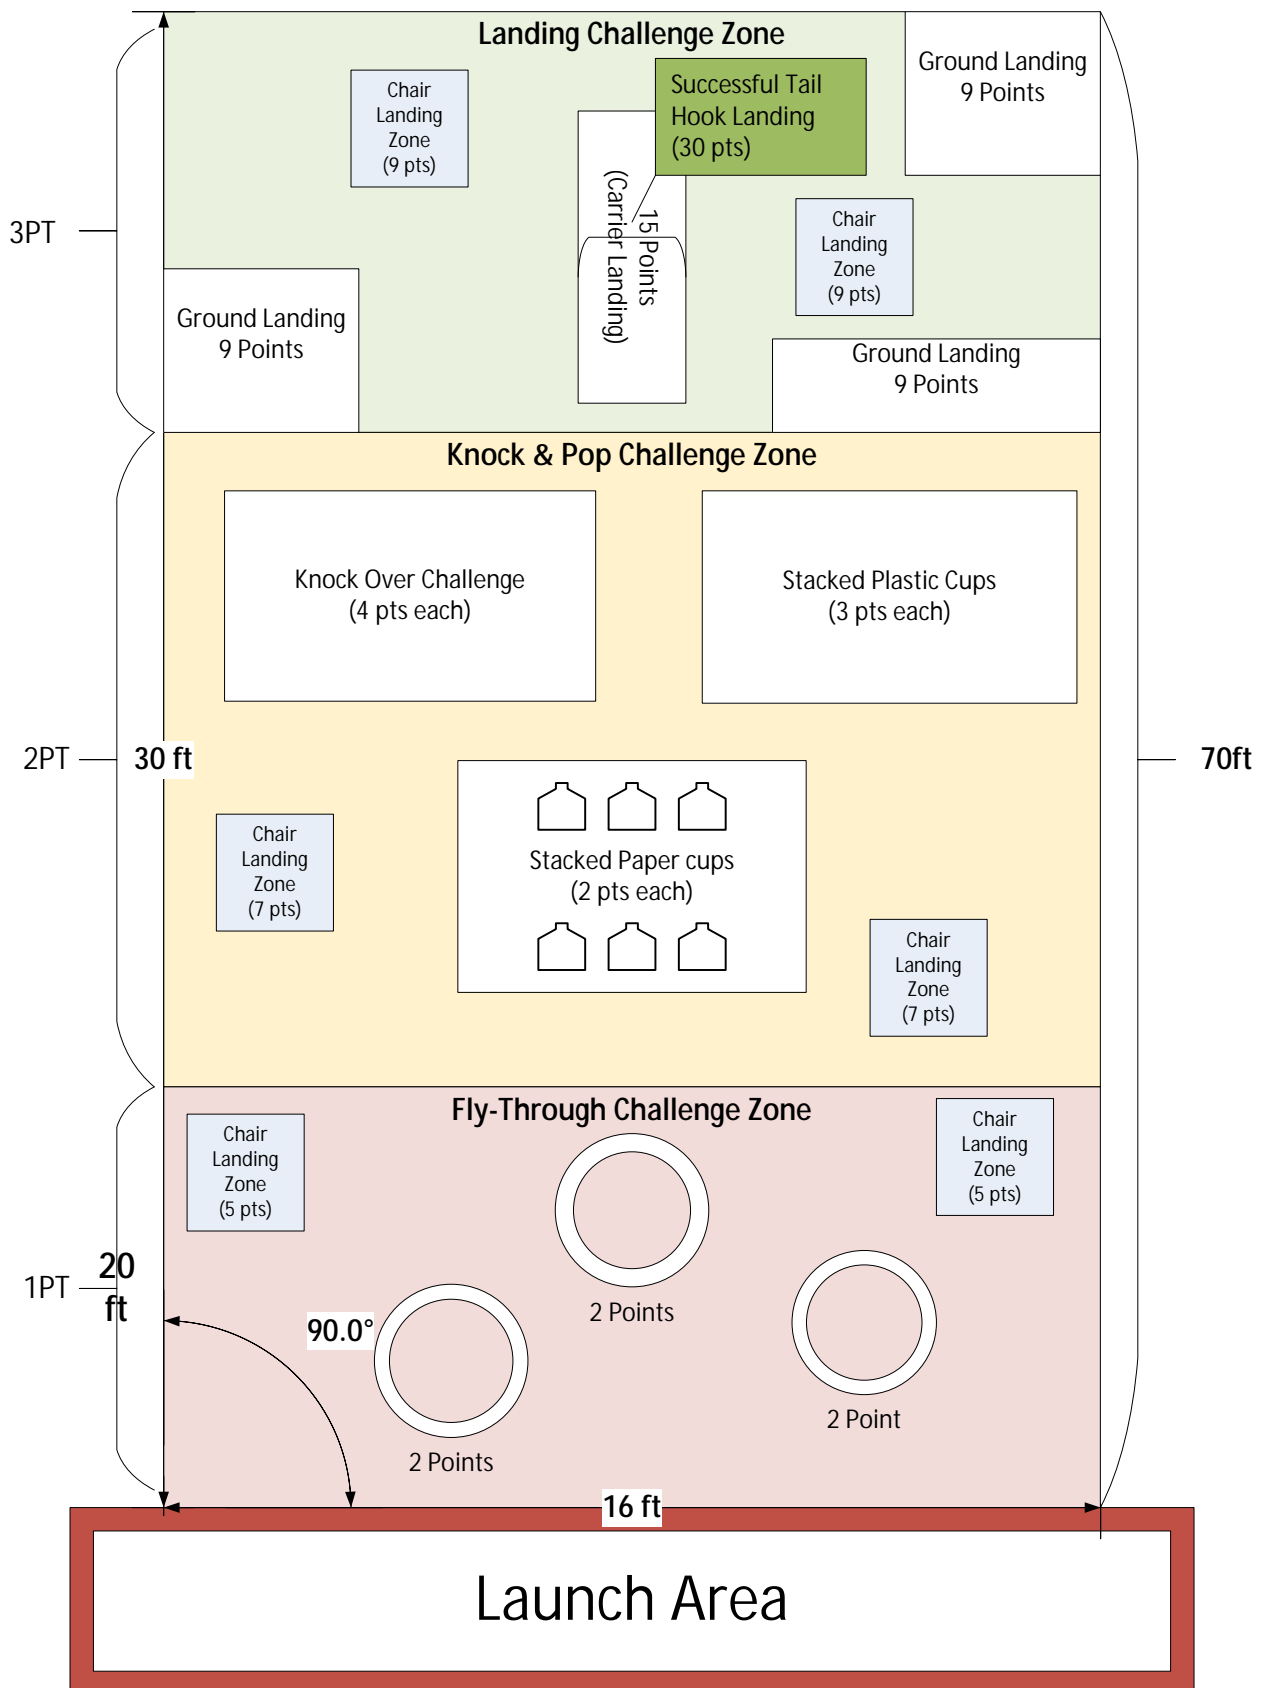 Landing Challenge Zone
Ground Landing
9 Points
Chair
Landing
Zone
(9 pts)
Successful Tail
Hook Landing
(30 pts)
15 Points
(Carrier Landing)
Chair
Landing
Zone
(9 pts)
3PT
Ground Landing
9 Points
Ground Landing
9 Points
Knock & Pop Challenge Zone
Knock Over Challenge
(4 pts each)
Stacked Plastic Cups
(3 pts each)
2PT
30 ft
70ft
Chair
Landing
Zone
(7 pts)
Stacked Paper cups
(2 pts each)
Chair
Landing
Zone
(7 pts)
Fly-Through Challenge Zone
Chair
Landing
Zone
(5 pts)
Chair
Landing
Zone
(5 pts)
1PT
20
ft
90.0°
2 Points
2 Point
2 Points
16 ft
Launch Area